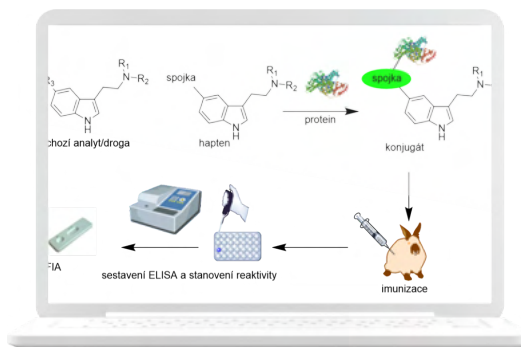 R₁
N
R₂
N
H
chozí analyt/droga
spojka
R₁
N
R₂
N
H
hapten
protein
spojka
R₁
N
N
H
konjugát
imunizace
sestavení ELISA a stanovení reaktivity
FIA